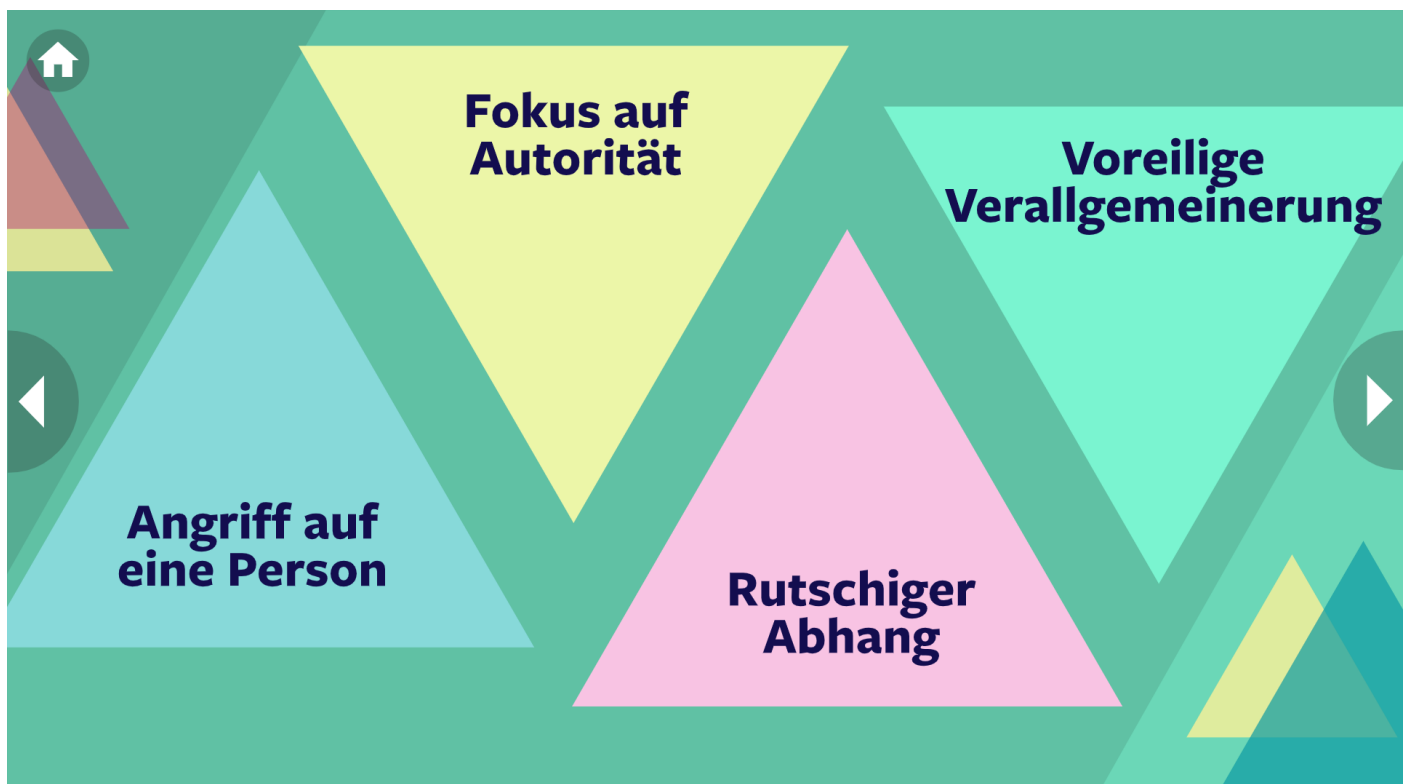 Fokus auf
Autorität
Voreilige
Verallgemeinerung
Angriff auf
eine Person
Rutschiger
Abhang